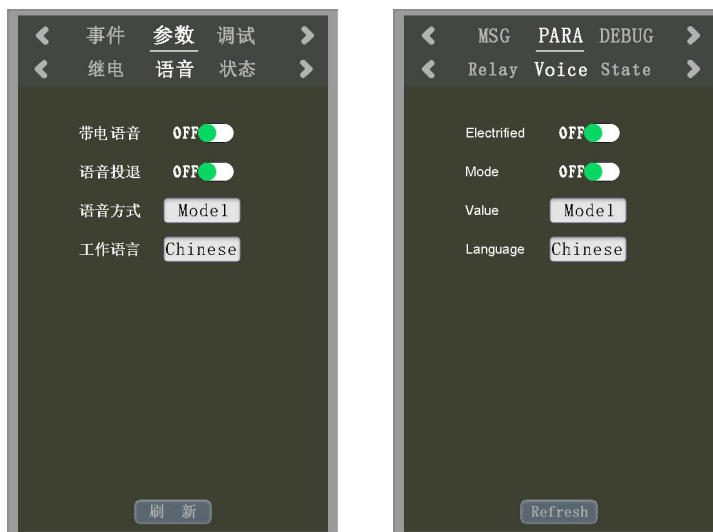 事件 参数 调试
继电 语音 状态
带电语音 OFF
语音投退 OFF
语音方式 Model
工作语言 Chinese
刷 新
MSG PARA DEBUG
Relay Voice State
Electrified OFF
Mode OFF
Value Model
Language Chinese
Refresh